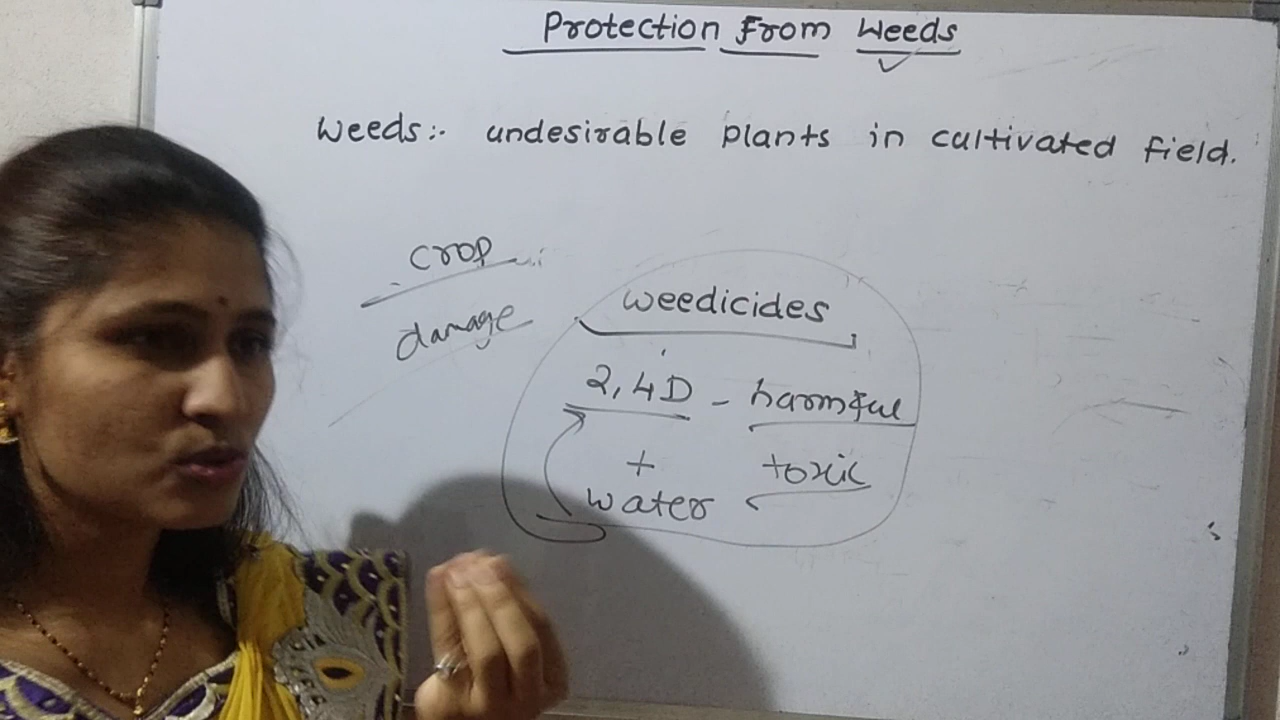 Protection From Weeds
Weeds:- undesirable plants in cultivated field.
crop
damage
weedicides
2,4D - harmful
+ toxic
water